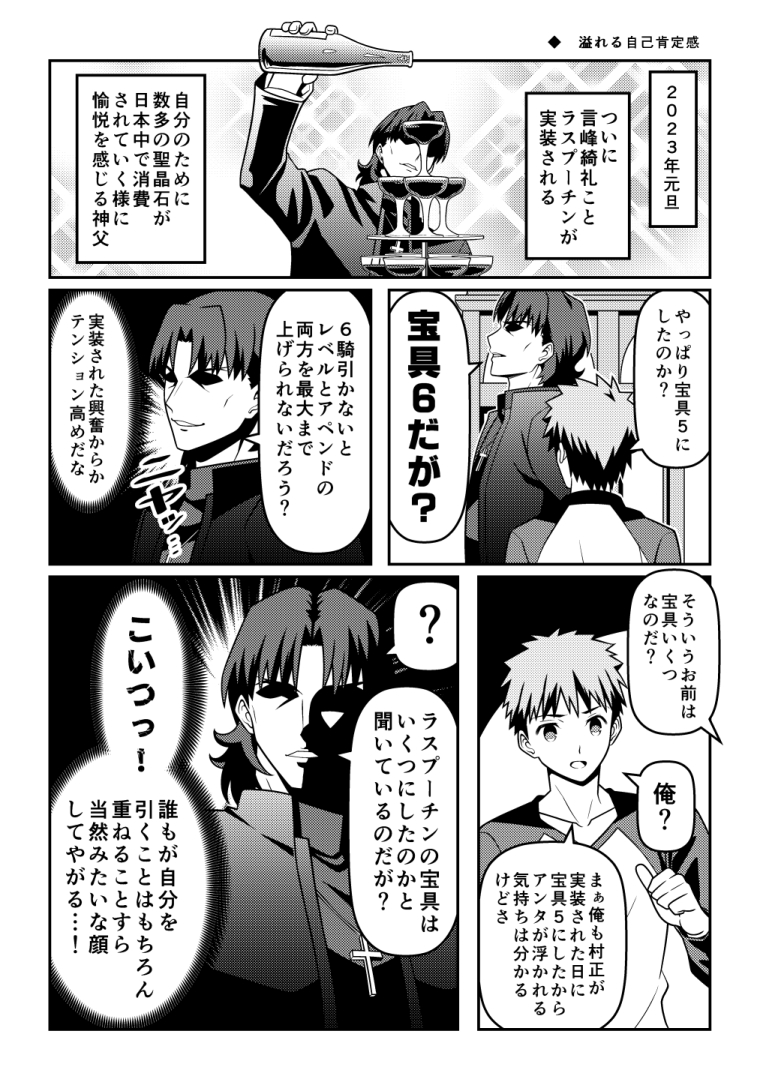 ◆ 溢れる自己肯定感
2023年元旦
ついに
言峰綺礼こと
ラスプーチンが
実装される
自分のために
数多の聖晶石が
日本中で消費
されていく様に
愉悦を感じる神父
やっぱり宝具5に
したのか?
宝具6だが?
6騎引かないと
レベルとアペンドの
両方を最大まで
上げられないだろう?
ニヤッ…
実装された興奮からか
テンション高めだな
そういうお前は
宝具いくつ
なのだ?
俺?
まぁ俺も村正が
実装された日に
宝具5にしたから
アンタが浮かれる
気持ちは分かる
けどさ
?
ラスプーチンの宝具は
いくつにしたのかと
聞いているのだが?
こいつっ!
誰もが自分を
引くことはもちろん
重ねることすら
当然みたいな顔
してやがる…!